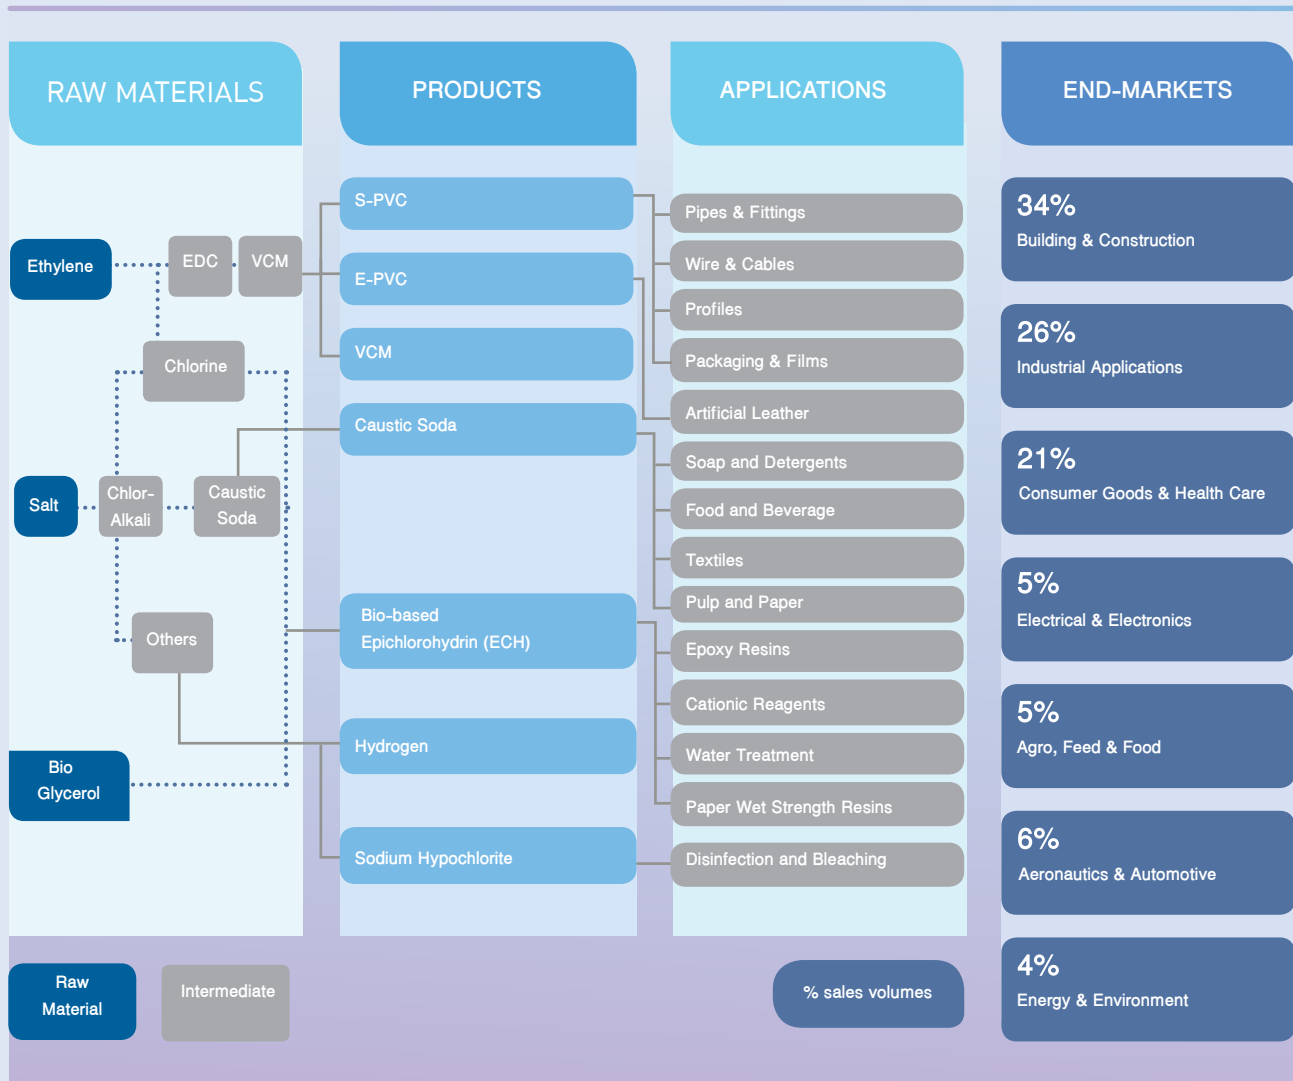 RAW MATERIALS
PRODUCTS
APPLICATIONS
END-MARKETS
Ethylene
EDC
VCM
Chlorine
Salt
Chlor-
Alkali
Caustic
Soda
Others
Bio
Glycerol
Raw
Material
Intermediate
S-PVC
E-PVC
VCM
Caustic Soda
Bio-based
Epichlorohydrin (ECH)
Hydrogen
Sodium Hypochlorite
Pipes & Fittings
Wire & Cables
Profiles
Packaging & Films
Artificial Leather
Soap and Detergents
Food and Beverage
Textiles
Pulp and Paper
Epoxy Resins
Cationic Reagents
Water Treatment
Paper Wet Strength Resins
Disinfection and Bleaching
% sales volumes
34%
Building & Construction
26%
Industrial Applications
21%
Consumer Goods & Health Care
5%
Electrical & Electronics
5%
Agro, Feed & Food
6%
Aeronautics & Automotive
4%
Energy & Environment